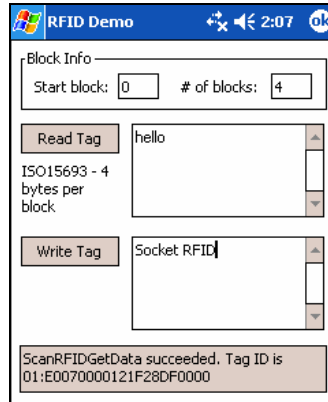 RFID Demo 2:07 ok
Block Info
Start block: 0 # of blocks: 4
Read Tag hello
ISO15693 - 4
bytes per
block
Write Tag Socket RFID
ScanRFIDGetData succeeded. Tag ID is
01:E0070000121F28DF0000